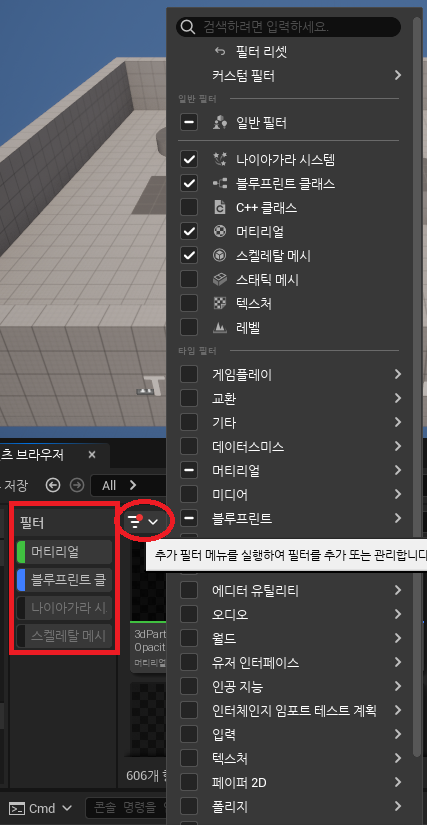 검색하려면 입력하세요.
필터 리셋
커스텀 필터
일반 필터
일반 필터
나이아가라 시스템
블루프린트 클래스
C++ 클래스
머티리얼
스켈레탈 메시
스태틱 메시
텍스처
레벨
타입 필터
게임플레이
교환
기타
데이터스미스
머티리얼
미디어
블루프린트
츠 브라우저
저장
All
필터
머티리얼
블루프린트 클
나이아가라 시
스켈레탈 메시
추가 필터 메뉴를 실행하여 필터를 추가 또는 관리합니다
3dPart
Opacit
머티리얼
에디터 유틸리티
오디오
월드
유저 인터페이스
인공 지능
인터체인지 임포트 테스트 계획
입력
텍스처
페이퍼 2D
폴리지
606개 항
Cmd
콘솔 명령을